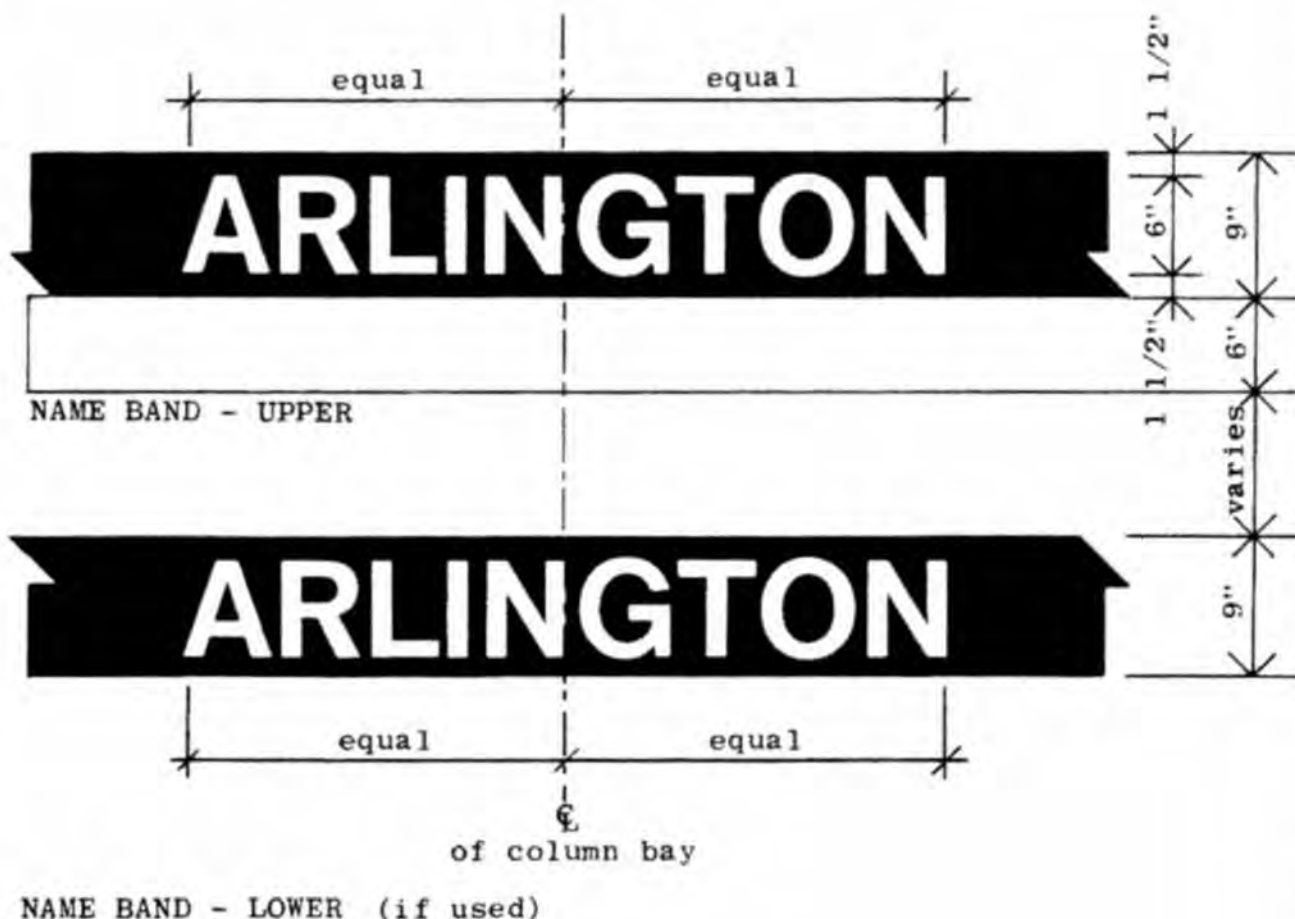 equal equal
1 1/2"
ARLINGTON
6"
9"
1 1/2"
6"
NAME BAND - UPPER
varies
ARLINGTON
9"
equal equal
℄
of column bay
NAME BAND - LOWER (if used)